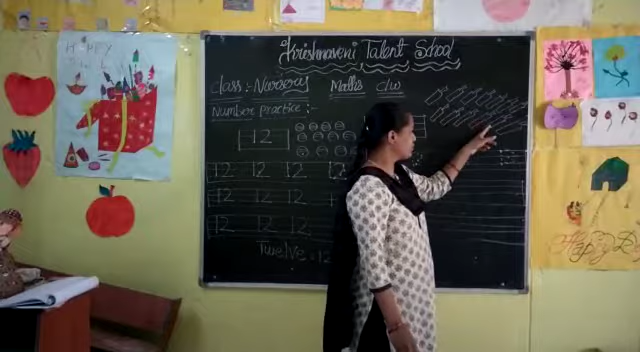 Krishnaveni Talent School
Class:- Nursery Maths C/W
Number practice :-
12
12 12 12 12
12 12 12
12 12 12
Twelve = 12